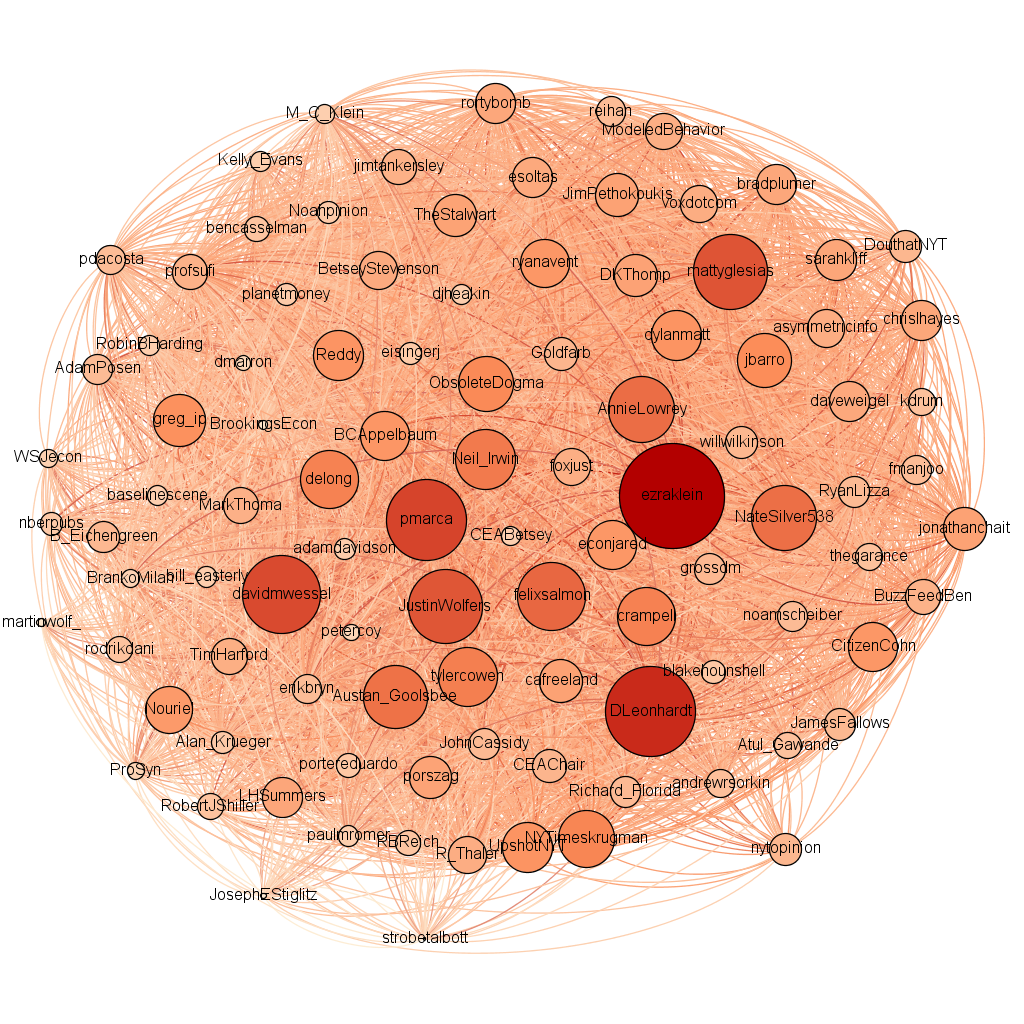 rortybomb
M_C_Klein
reihan
ModeledBehavior
Kelly_Evans
jimtankersley
esoltas
JimPethokoukis
bradplumer
voxdotcom
Noahpinion
TheStalwart
bencasselman
DouthatNYT
pdacosta
profsufi
BetseyStevenson
ryanavent
DKThomp
mattyglesias
sarahkliff
planetmoney
djheakin
chrislhayes
asymmetricinfo
dylanmatt
RobinBHarding
AdamPosen
dmarron
Reddy
eisingerj
Goldfarb
jbarro
ObsoleteDogma
daveweigel
kdrum
greg_ip
BrookingsEcon
BCAppelbaum
AnnieLowrey
willwilkinson
WSJecon
Neil_Irwin
foxjust
fmanjoo
delong
baselinescene
MarkThoma
ezraklein
RyanLizza
nberpubs
B_Eichengreen
pmarca
CEABetsey
NateSilver538
jonathanchait
adamdavidson
econjared
thegarance
grossdm
BrankoMilan
bill_easterly
davidmwessel
JustinWolfers
felixsalmon
BuzzFeedBen
martinwolf_
petercoy
crampell
noamscheiber
rodrikdani
TimHarford
CitizenCohn
erikbryn
Austan_Goolsbee
tylercowen
cafreeland
blakehounshell
Nourie
DLeonhardt
JamesFallows
Alan_Krueger
JohnCassidy
Atul_Gawande
ProSyn
portereduardo
porszag
CEAChair
Richard_Florida
andrewrsorkin
RobertJShiller
LHSummers
paulmromer
RBReich
R_Thaler
UpshotNYT
NYTimeskrugman
nytopinion
JosephEStiglitz
strobetalbott